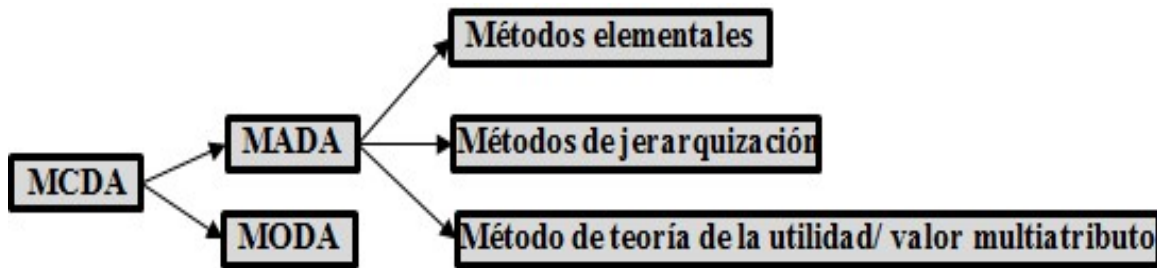 Métodos elementales
MADA
Métodos de jerarquización
MCDA
MODA
Método de teoría de la utilidad/ valor multiatributo